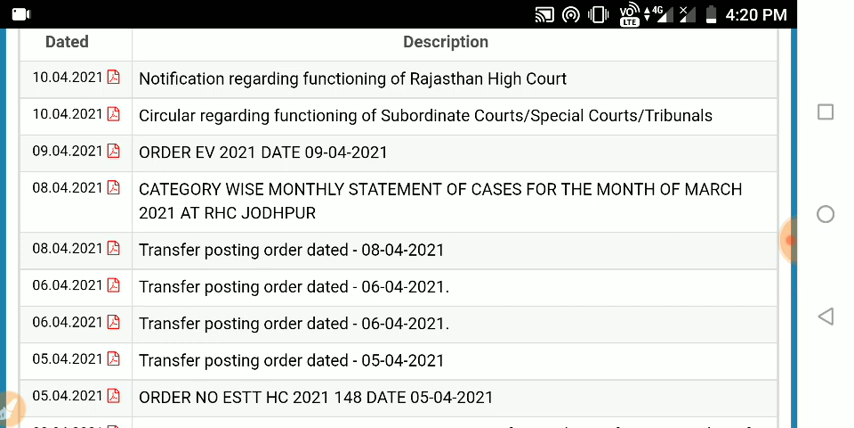 VO)) 4G 4:20 PM
LTE
Dated Description
10.04.2021 Notification regarding functioning of Rajasthan High Court
10.04.2021 Circular regarding functioning of Subordinate Courts/Special Courts/Tribunals
09.04.2021 ORDER EV 2021 DATE 09-04-2021
08.04.2021 CATEGORY WISE MONTHLY STATEMENT OF CASES FOR THE MONTH OF MARCH
2021 AT RHC JODHPUR
08.04.2021 Transfer posting order dated - 08-04-2021
06.04.2021 Transfer posting order dated - 06-04-2021.
06.04.2021 Transfer posting order dated - 06-04-2021.
05.04.2021 Transfer posting order dated - 05-04-2021
05.04.2021 ORDER NO ESTT HC 2021 148 DATE 05-04-2021